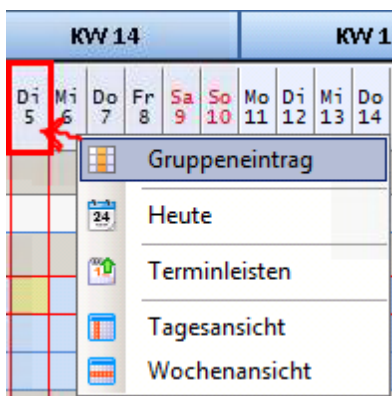 KW 14 KW 1
Di Mi Do Fr Sa So Mo Di Mi Do
5 6 7 8 9 10 11 12 13 14
Gruppeneintrag
24 Heute
Terminleisten
Tagesansicht
Wochenansicht